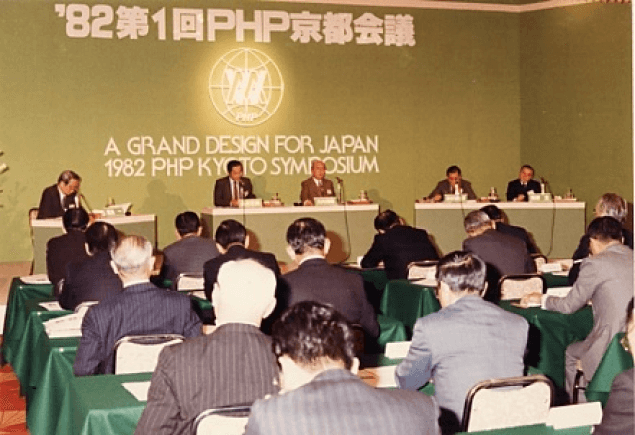 '82第1回PHP京都会議
PHP
A GRAND DESIGN FOR JAPAN
1982 PHP KYOTO SYMPOSIUM